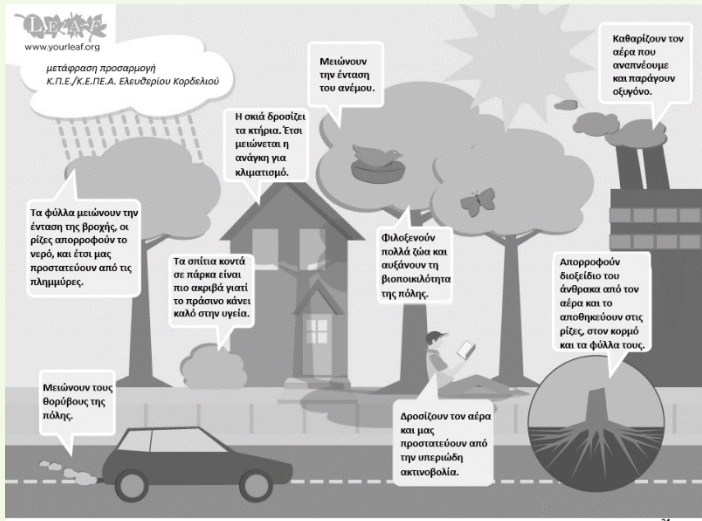 LEAF
www.yourleaf.org
μετάφραση προσαρμογή
Κ.Π.Ε./Κ.Ε.ΠΕ.Α. Ελευθερίου Κορδελιού
Μειώνουν
την ένταση
του ανέμου.
Καθαρίζουν τον
αέρα που
αναπνέουμε
και παράγουν
οξυγόνο.
Η σκιά δροσίζει
τα κτήρια. Έτσι
μειώνεται η
ανάγκη για
κλιματισμό.
Τα φύλλα μειώνουν την
ένταση της βροχής, οι
ρίζες απορροφούν το
νερό, και έτσι μας
προστατεύουν από τις
πλημμύρες.
Τα σπίτια κοντά
σε πάρκα είναι
πιο ακριβά γιατί
το πράσινο κάνει
καλό στην υγεία.
Φιλοξενούν
πολλά ζώα και
αυξάνουν τη
βιοποικιλότητα
της πόλης.
Απορροφούν
διοξείδιο του
άνθρακα από τον
αέρα και το
αποθηκεύουν στις
ρίζες, στον κορμό
και τα φύλλα τους.
Μειώνουν τους
θορύβους της
πόλης.
Δροσίζουν τον αέρα
και μας
προστατεύουν από
την υπεριώδη
ακτινοβολία.